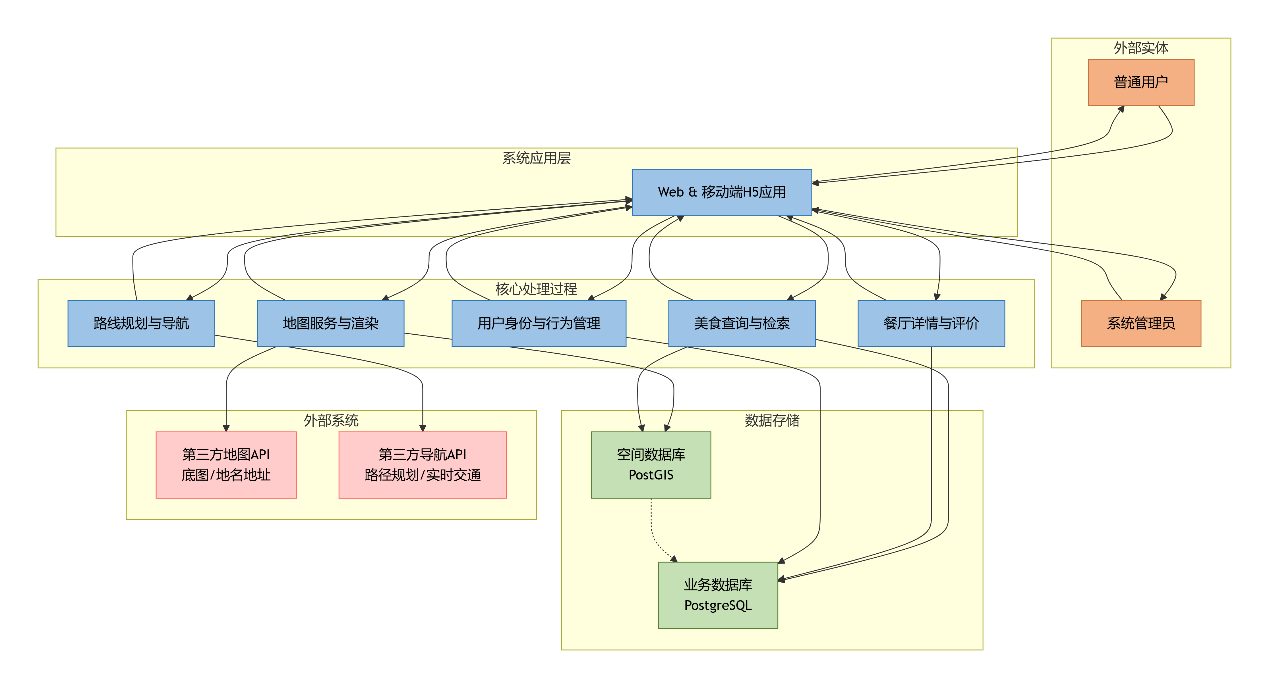 外部实体
普通用户
系统应用层
Web & 移动端H5应用
核心处理过程
路线规划与导航
地图服务与渲染
用户身份与行为管理
美食查询与检索
餐厅详情与评价
系统管理员
外部系统
第三方地图API
底图/地名地址
第三方导航API
路径规划/实时交通
数据存储
空间数据库
PostGIS
业务数据库
PostgreSQL